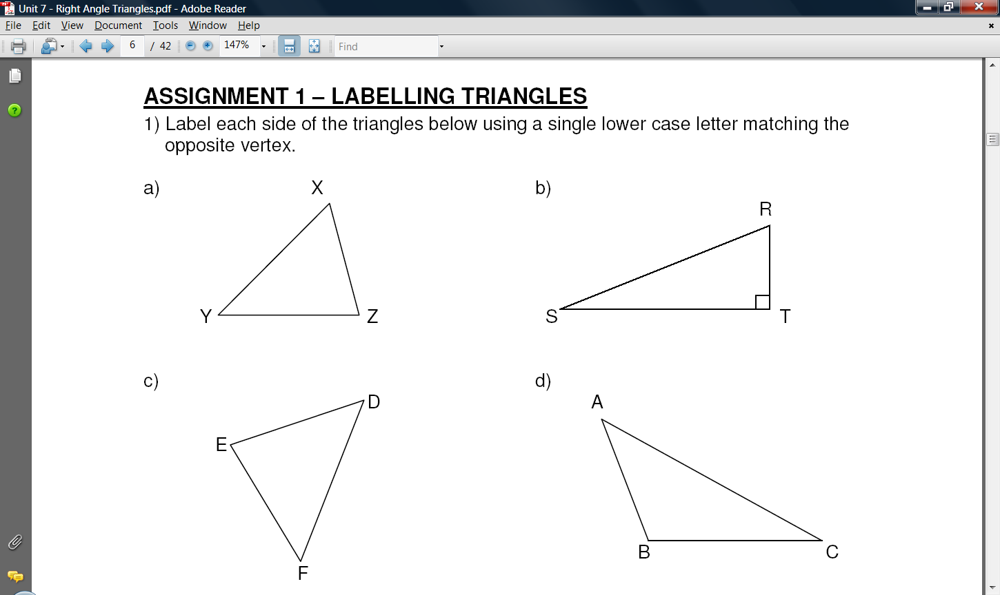 Unit 7 - Right Angle Triangles.pdf - Adobe Reader
File Edit View Document Tools Window Help
6 / 42 147% Find
ASSIGNMENT 1 – LABELLING TRIANGLES
1) Label each side of the triangles below using a single lower case letter matching the
opposite vertex.
a)
X
Y
Z
b)
R
S
T
c)
D
E
F
d)
A
B
C